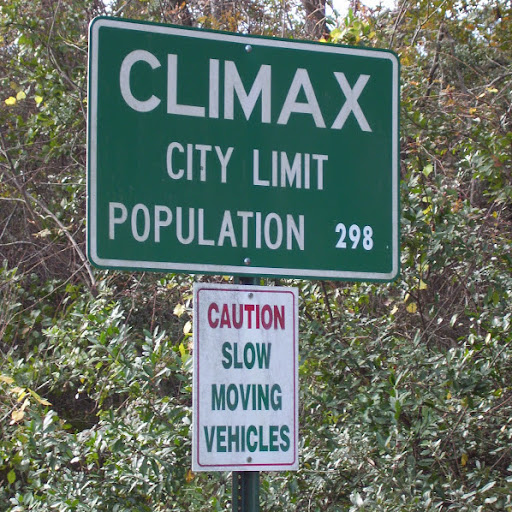 CLIMAX
CITY LIMIT
POPULATION 298
CAUTION
SLOW
MOVING
VEHICLES